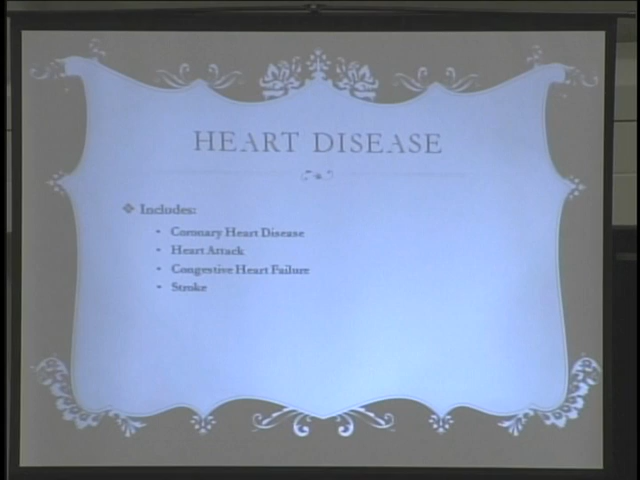 HEART DISEASE
❖ Includes:
• Coronary Heart Disease
• Heart Attack
• Congestive Heart Failure
• Stroke